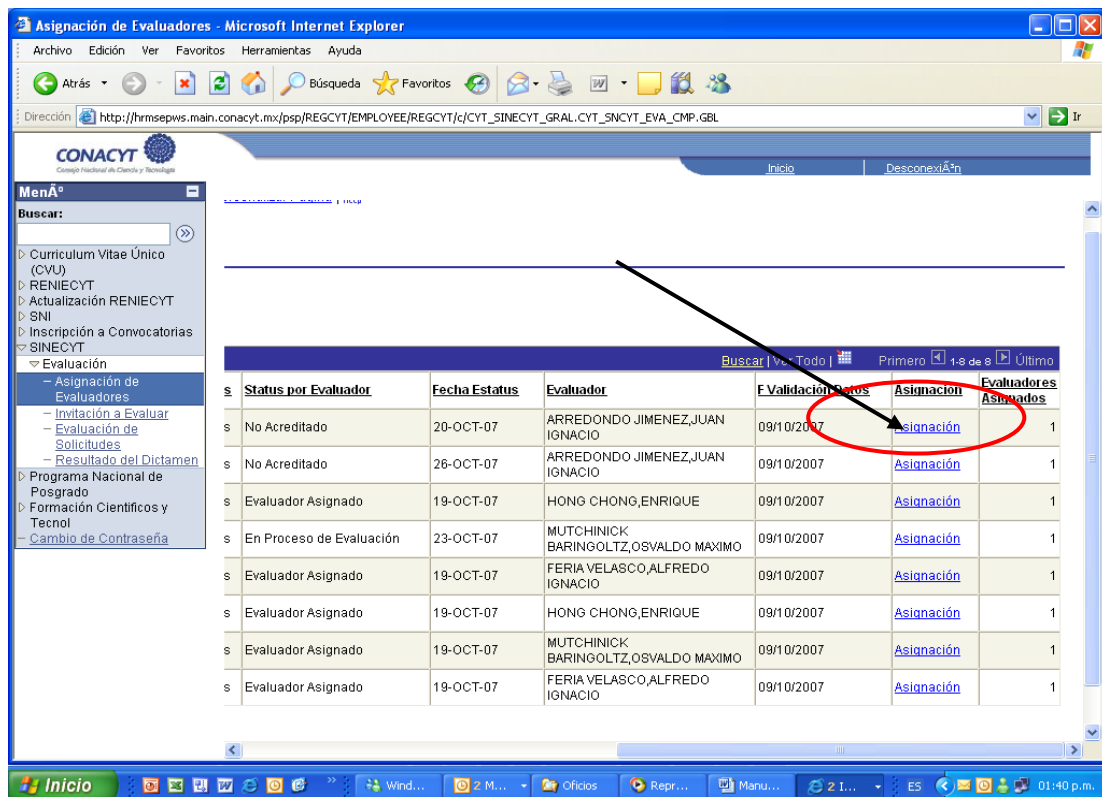 Asignación de Evaluadores - Microsoft Internet Explorer
Archivo Edición Ver Favoritos Herramientas Ayuda
Atrás Búsqueda Favoritos
Dirección http://hrmsepws.main.conacyt.mx/psp/REGCYT/EMPLOYEE/REGCYT/c/CYT_SINECYT_GRAL.CYT_SNCYT_EVA_CMP.GBL Ir
CONACYT
Consejo Nacional de Ciencia y Tecnología
Inicio DesconexiÃ³n
MenÃº
Buscar:
Curriculum Vitae Único
(CVU)
RENIECYT
Actualización RENIECYT
SNI
Inscripción a Convocatorias
SINECYT
Evaluación
– Asignación de
Evaluadores
– Invitación a Evaluar
– Evaluación de
Solicitudes
– Resultado del Dictamen
Programa Nacional de
Posgrado
Formación Cientificos y
Tecnol
– Cambio de Contraseña
Buscar | Ver Todo | Primero 1-8 de 8 Último
s Status por Evaluador Fecha Estatus Evaluador F Validación Datos Asignación Evaluadores
Asignados
s No Acreditado 20-OCT-07 ARREDONDO JIMENEZ,JUAN
IGNACIO 09/10/2007 Asignación 1
s No Acreditado 26-OCT-07 ARREDONDO JIMENEZ,JUAN
IGNACIO 09/10/2007 Asignación 1
s Evaluador Asignado 19-OCT-07 HONG CHONG,ENRIQUE 09/10/2007 Asignación 1
s En Proceso de Evaluación 23-OCT-07 MUTCHINICK
BARINGOLTZ,OSVALDO MAXIMO 09/10/2007 Asignación 1
s Evaluador Asignado 19-OCT-07 FERIA VELASCO,ALFREDO
IGNACIO 09/10/2007 Asignación 1
s Evaluador Asignado 19-OCT-07 HONG CHONG,ENRIQUE 09/10/2007 Asignación 1
s Evaluador Asignado 19-OCT-07 MUTCHINICK
BARINGOLTZ,OSVALDO MAXIMO 09/10/2007 Asignación 1
s Evaluador Asignado 19-OCT-07 FERIA VELASCO,ALFREDO
IGNACIO 09/10/2007 Asignación 1
Inicio Wind... 2 M... Oficios Repr... Manu... 2 I... ES 01:40 p.m.